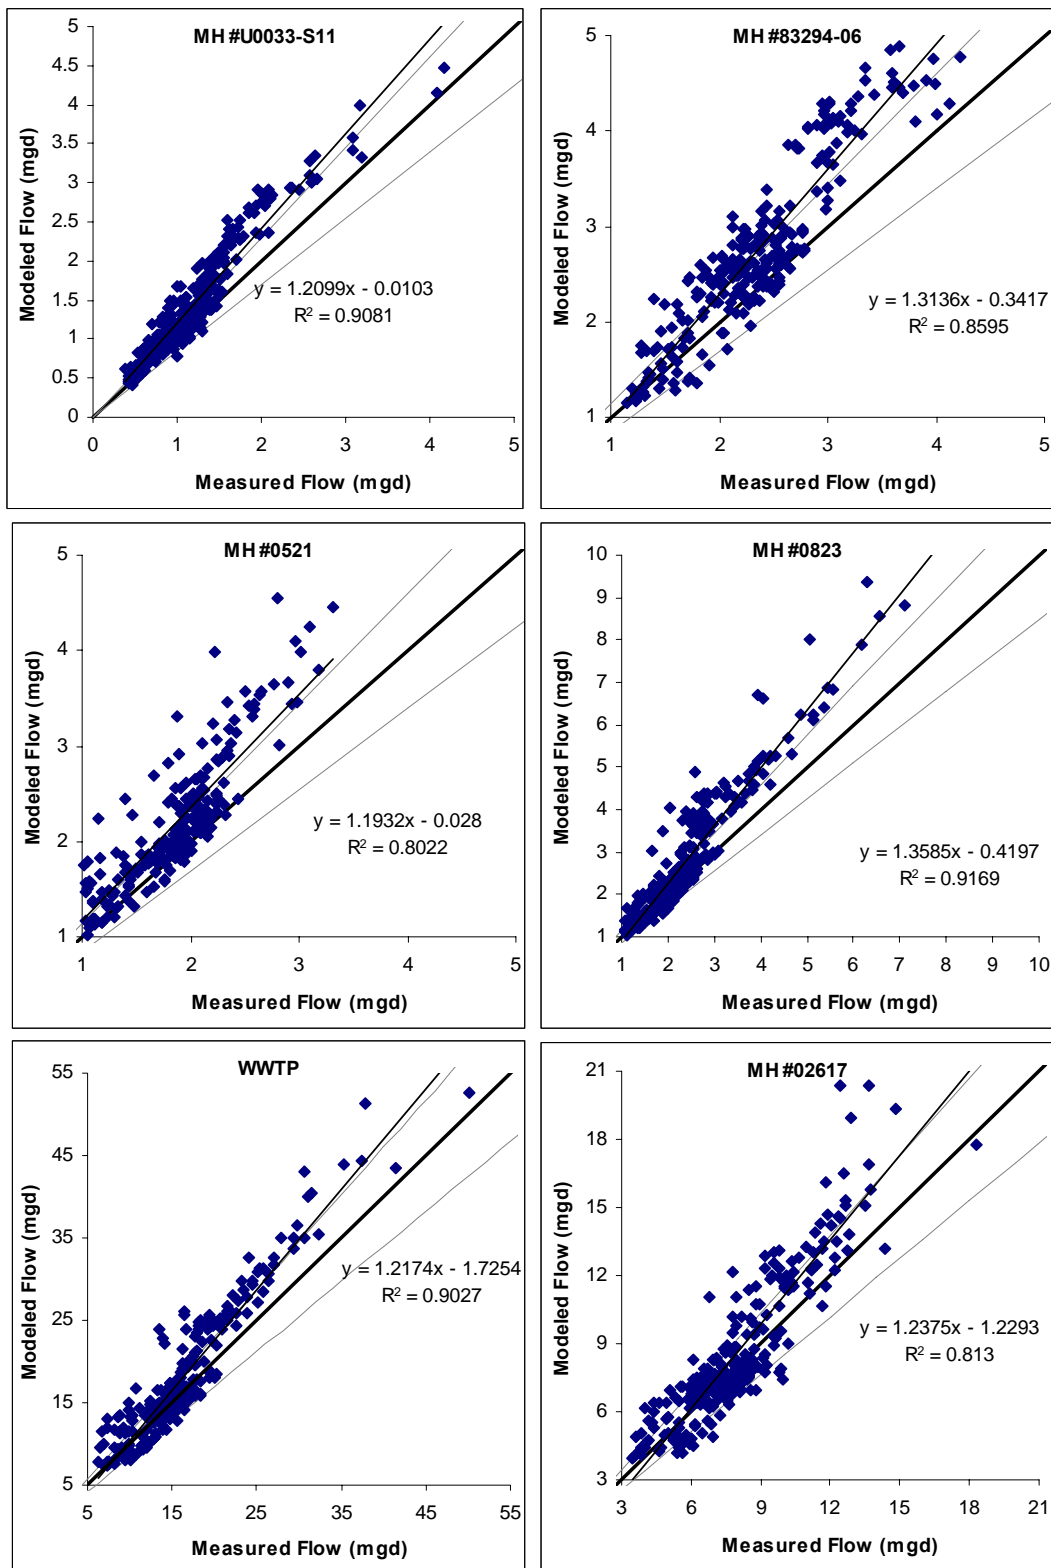 MH #U0033-S11
5
4.5
4
3.5
3
2.5
2
1.5
1
0.5
0
Modeled Flow (mgd)
y = 1.2099x - 0.0103
R² = 0.9081
0 1 2 3 4 5
Measured Flow (mgd)
MH #83294-06
5
4
3
2
1
Modeled Flow (mgd)
y = 1.3136x - 0.3417
R² = 0.8595
1 2 3 4 5
Measured Flow (mgd)
MH #0521
5
4
3
2
1
Modeled Flow (mgd)
y = 1.1932x - 0.028
R² = 0.8022
1 2 3 4 5
Measured Flow (mgd)
MH #0823
10
9
8
7
6
5
4
3
2
1
Modeled Flow (mgd)
y = 1.3585x - 0.4197
R² = 0.9169
1 2 3 4 5 6 7 8 9 10
Measured Flow (mgd)
WWTP
55
45
35
25
15
5
Modeled Flow (mgd)
y = 1.2174x - 1.7254
R² = 0.9027
5 15 25 35 45 55
Measured Flow (mgd)
MH #02617
21
18
15
12
9
6
3
Modeled Flow (mgd)
y = 1.2375x - 1.2293
R² = 0.813
3 6 9 12 15 18 21
Measured Flow (mgd)